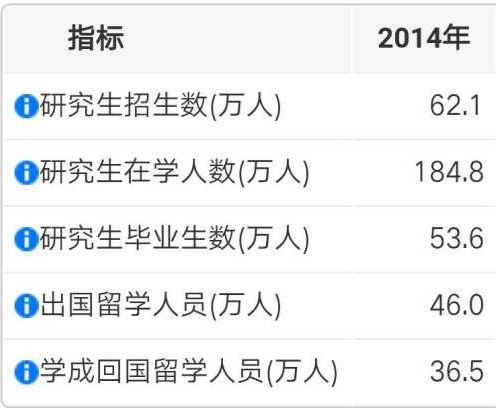 指标 2014年
研究生招生数(万人) 62.1
研究生在学人数(万人) 184.8
研究生毕业生数(万人) 53.6
出国留学人员(万人) 46.0
学成回国留学人员(万人) 36.5